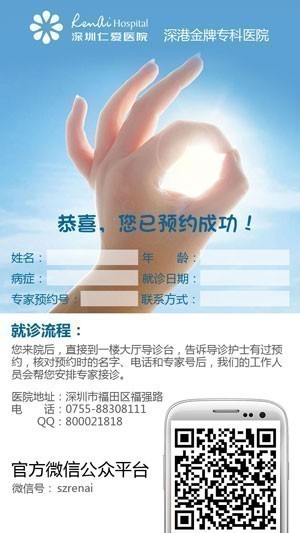 RenAi Hospital
深圳仁爱医院
深港金牌专科医院
恭喜，您已预约成功！
姓名： 年 龄：
病症： 就诊日期：
专家预约号： 联系方式：
就诊流程：
您来院后，直接到一楼大厅导诊台，告诉导诊护士有过预
约，核对预约时的名字、电话和专家号后，我们的工作人
员会帮您安排专家接诊。
医院地址：深圳市福田区福强路
电 话：0755-88308111
QQ：800021818
官方微信公众平台
微信号： szrenai